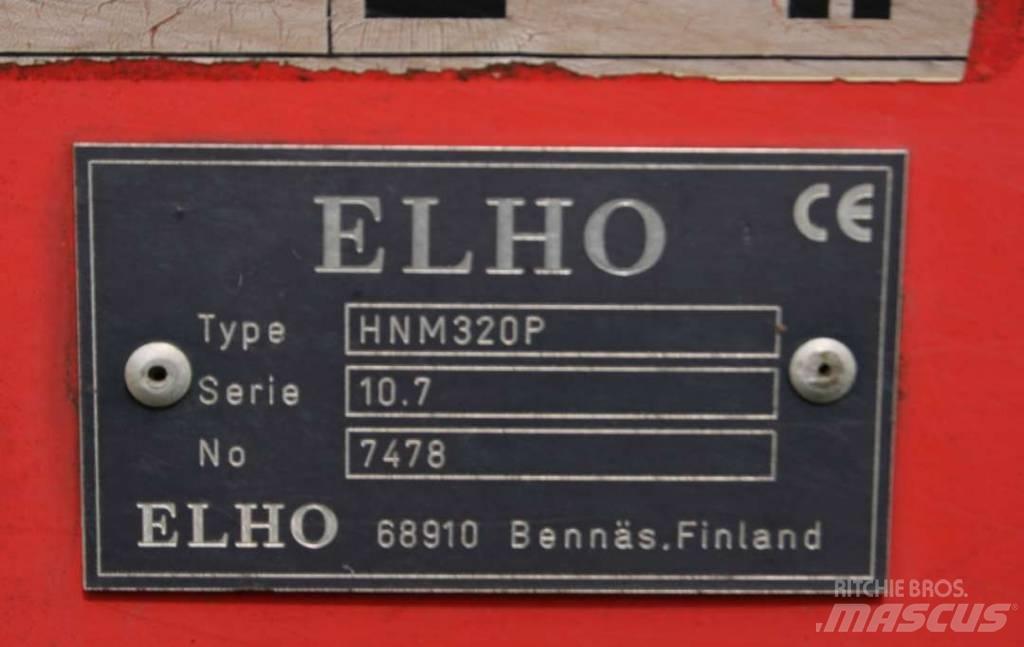 ELHO CE
Type HNM320P
Serie 10.7
No 7478
ELHO 68910 Bennäs.Finland
RITCHIE BROS.
MASCUS